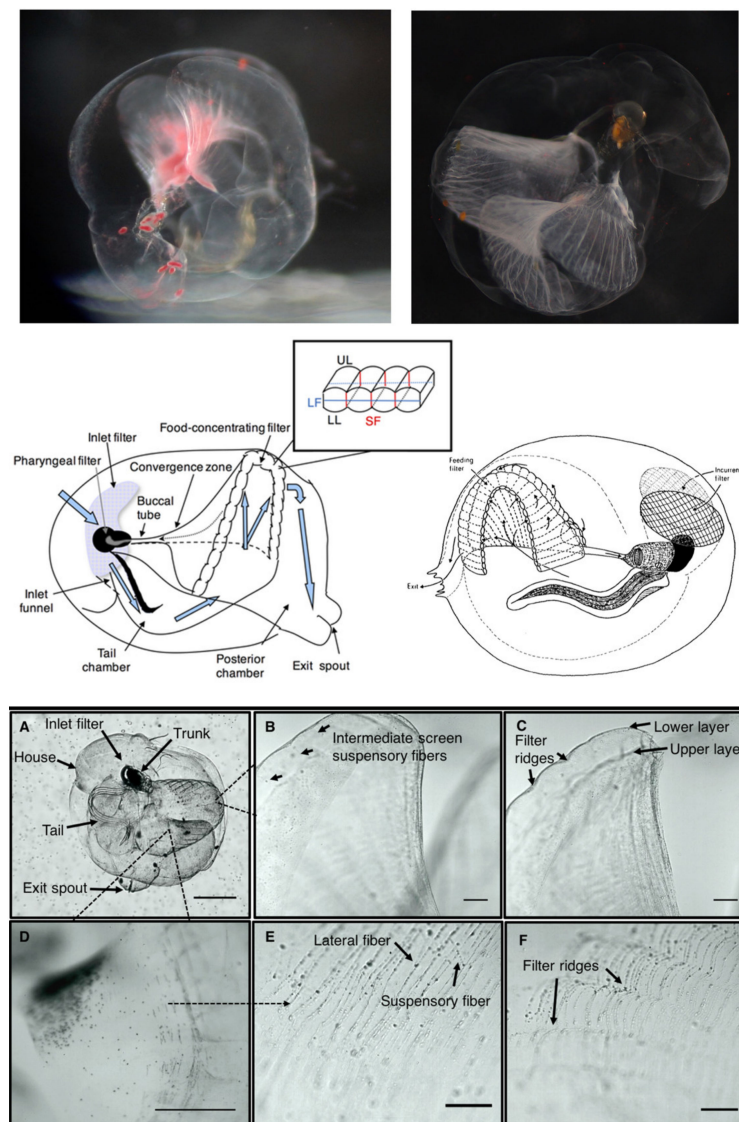 UL
LF
LL
SF
Food-concentrating filter
Inlet filter
Pharyngeal filter
Convergence zone
Buccal
tube
Inlet
funnel
Tail
chamber
Posterior
chamber
Exit spout
Feeding
filter
Incurrent
filter
Exit
A
Inlet filter
Trunk
House
Tail
Exit spout
B
Intermediate screen
suspensory fibers
C
Lower layer
Filter
ridges
Upper laye
D
E
Lateral fiber
Suspensory fiber
F
Filter ridges